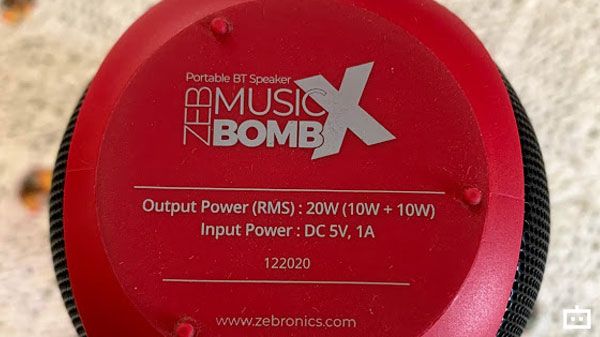 Portable BT Speaker
ZEB MUSIC
BOMB X
Output Power (RMS) : 20W (10W + 10W)
Input Power : DC 5V, 1A
122020
www.zebronics.com